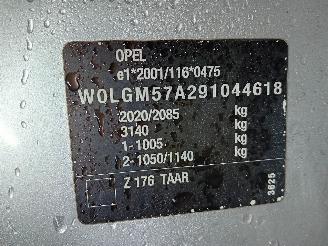 OPEL
e1*2001/116*0475
W0LGM57A291044618
2020/2085 kg
3140 kg
1-1005 kg
2-1050/1140 kg
Z 176 TAAR
3625